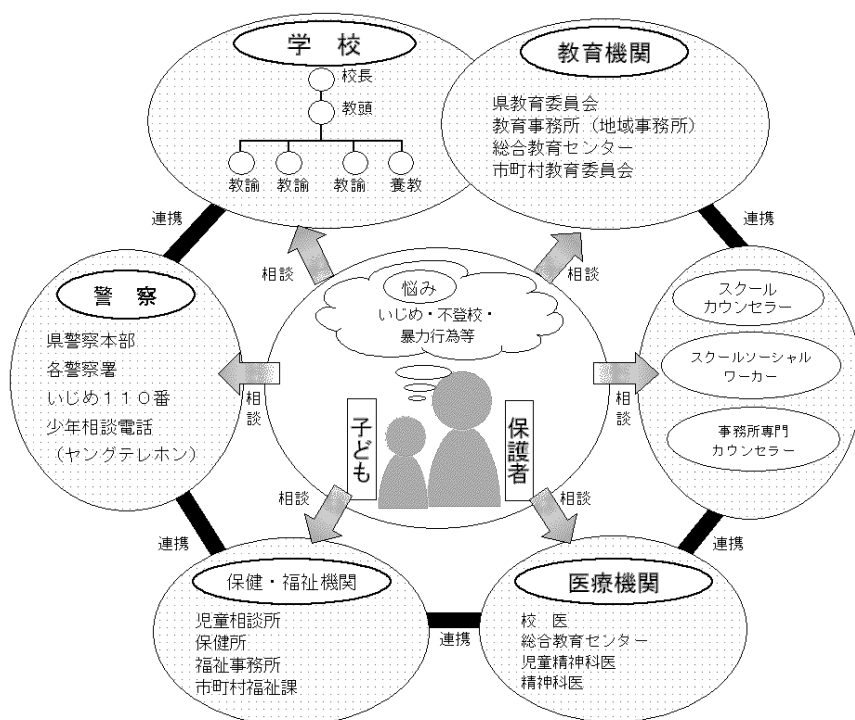 学　校
校長
教頭
教諭
教諭
教諭
養教
教育機関
県教育委員会
教育事務所（地域事務所）
総合教育センター
市町村教育委員会
連携
連携
相談
相談
警　察
県警察本部
各警察署
いじめ１１０番
少年相談電話
（ヤングテレホン）
悩み
いじめ・不登校・
暴力行為等
スクール
カウンセラー
スクールソーシャル
ワーカー
事務所専門
カウンセラー
相談
相談
子ども
保護者
相談
相談
連携
連携
保健・福祉機関
児童相談所
保健所
福祉事務所
市町村福祉課
連携
医療機関
校　医
総合教育センター
児童精神科医
精神科医